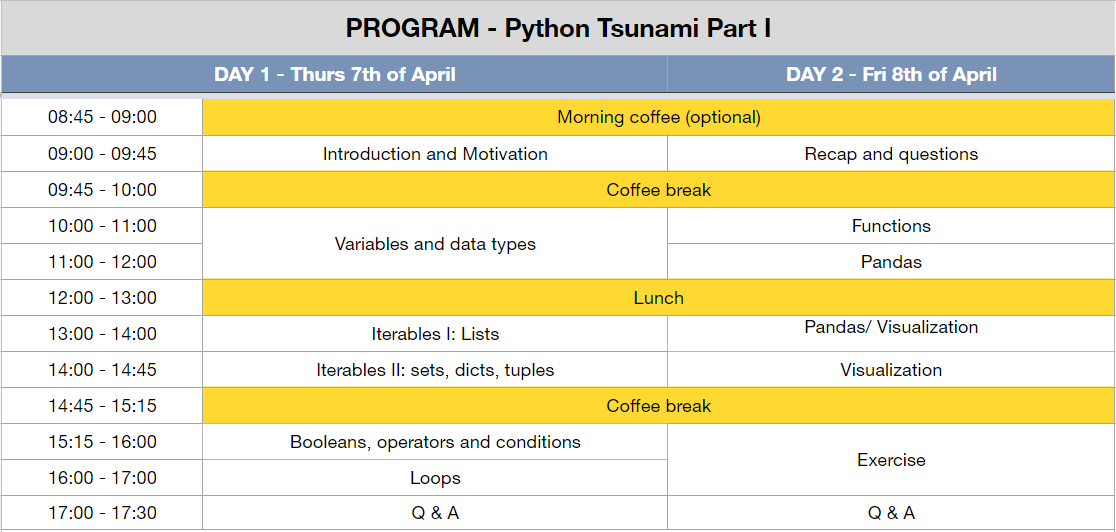 PROGRAM - Python Tsunami Part I
DAY 1 - Thurs 7th of April DAY 2 - Fri 8th of April
08:45 - 09:00 Morning coffee (optional)
09:00 - 09:45 Introduction and Motivation Recap and questions
09:45 - 10:00 Coffee break
10:00 - 11:00 Functions
Variables and data types
11:00 - 12:00 Pandas
12:00 - 13:00 Lunch
13:00 - 14:00 Iterables I: Lists Pandas/ Visualization
14:00 - 14:45 Iterables II: sets, dicts, tuples Visualization
14:45 - 15:15 Coffee break
15:15 - 16:00 Booleans, operators and conditions
Exercise
16:00 - 17:00 Loops
17:00 - 17:30 Q & A Q & A